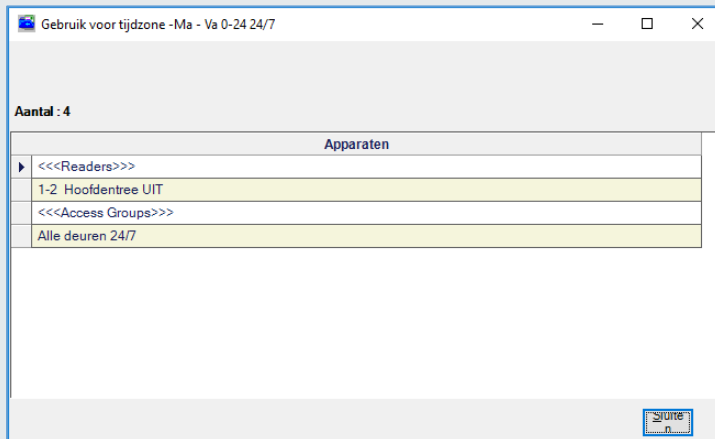 Gebruik voor tijdzone -Ma - Va 0-24 24/7
Aantal : 4
Apparaten
<<<Readers>>>
1-2 Hoofdentree UIT
<<<Access Groups>>>
Alle deuren 24/7
Sluite
n